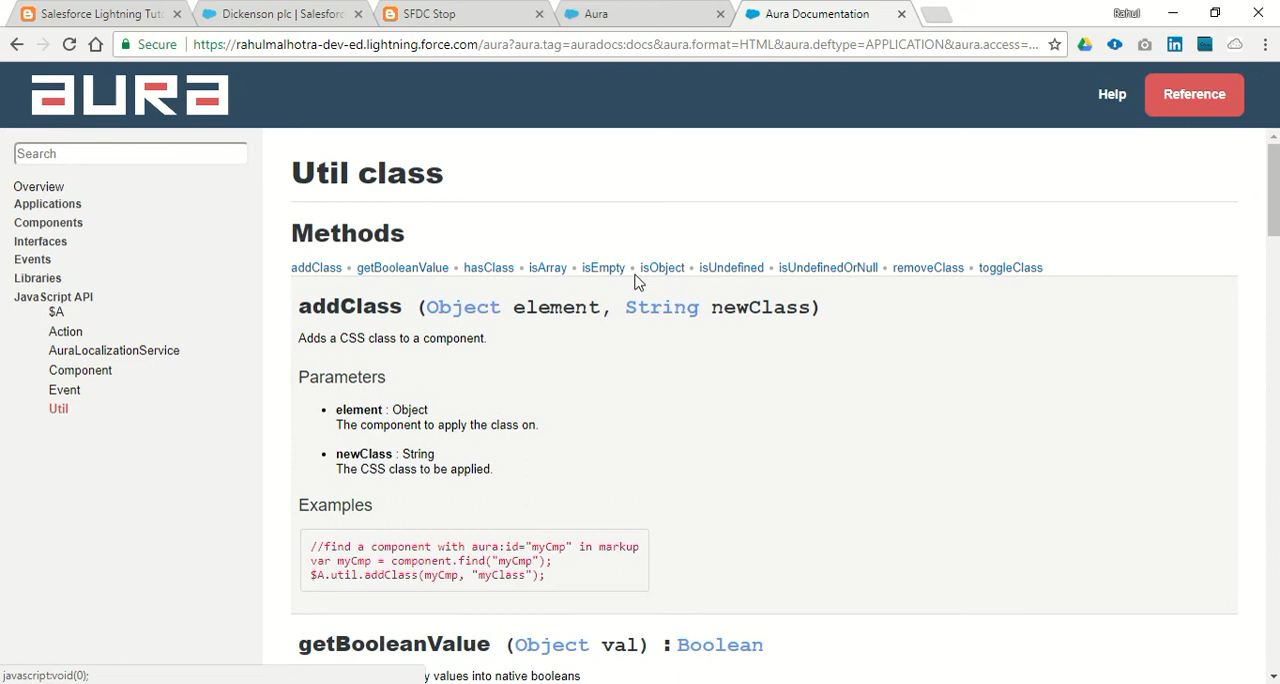 Salesforce Lightning Tuto
Dickenson plc | Salesforc
SFDC Stop
Aura
Aura Documentation
Rahul
Secure
https://rahulmalhotra-dev-ed.lightning.force.com/aura?aura.tag=auradocs:docs&aura.format=HTML&aura.deftype=APPLICATION&aura.access=...
aura
Help
Reference
Search
Overview
Applications
Components
Interfaces
Events
Libraries
JavaScript API
$A
Action
AuraLocalizationService
Component
Event
Util
Util class
Methods
addClass • getBooleanValue • hasClass • isArray • isEmpty • isObject • isUndefined • isUndefinedOrNull • removeClass • toggleClass
addClass (Object element, String newClass)
Adds a CSS class to a component.
Parameters
• element : Object
The component to apply the class on.
• newClass : String
The CSS class to be applied.
Examples
//find a component with aura:id="myCmp" in markup
var myCmp = component.find("myCmp");
$A.util.addClass(myCmp, "myClass");
getBooleanValue (Object val) : Boolean
y values into native booleans
javascript:void(0);